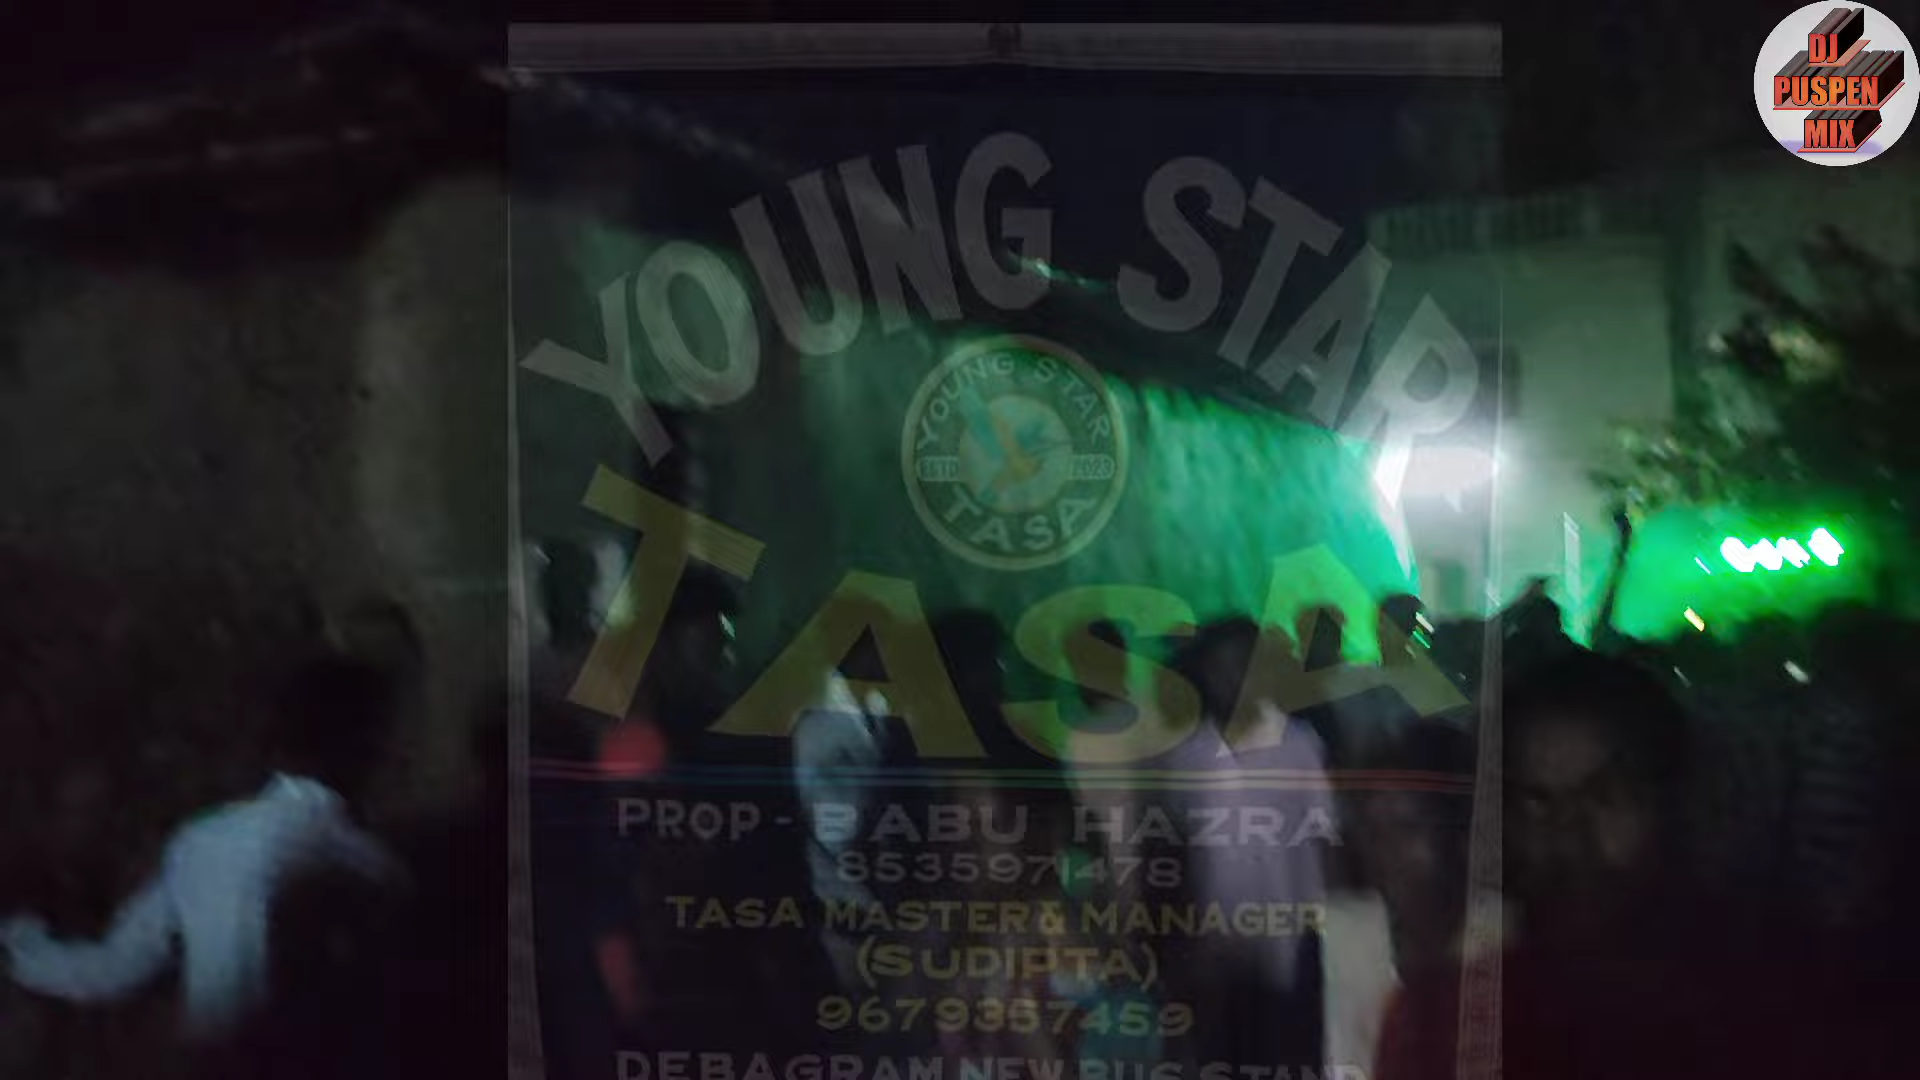 DJ
PUSPEN
MIX
YOUNG STAR
YOUNG STAR
ESTD 2023
TASA
TASA
PROP-BABU HAZRA
8535971478
TASA MASTER & MANAGER
(SUDIPTA)
9679357459
DEBAGRAM NEW BUS STAND